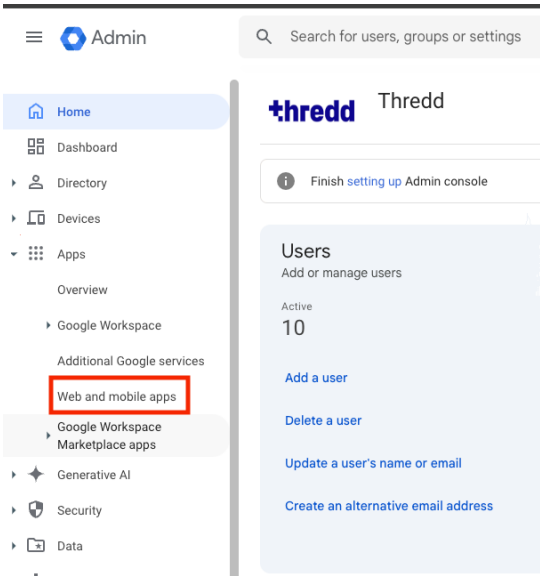 Admin
Search for users, groups or settings
Home
Dashboard
Directory
Devices
Apps
Overview
Google Workspace
Additional Google services
Web and mobile apps
Google Workspace
Marketplace apps
Generative AI
Security
Data
thredd
Thredd
Finish setting up Admin console
Users
Add or manage users
Active
10
Add a user
Delete a user
Update a user's name or email
Create an alternative email address